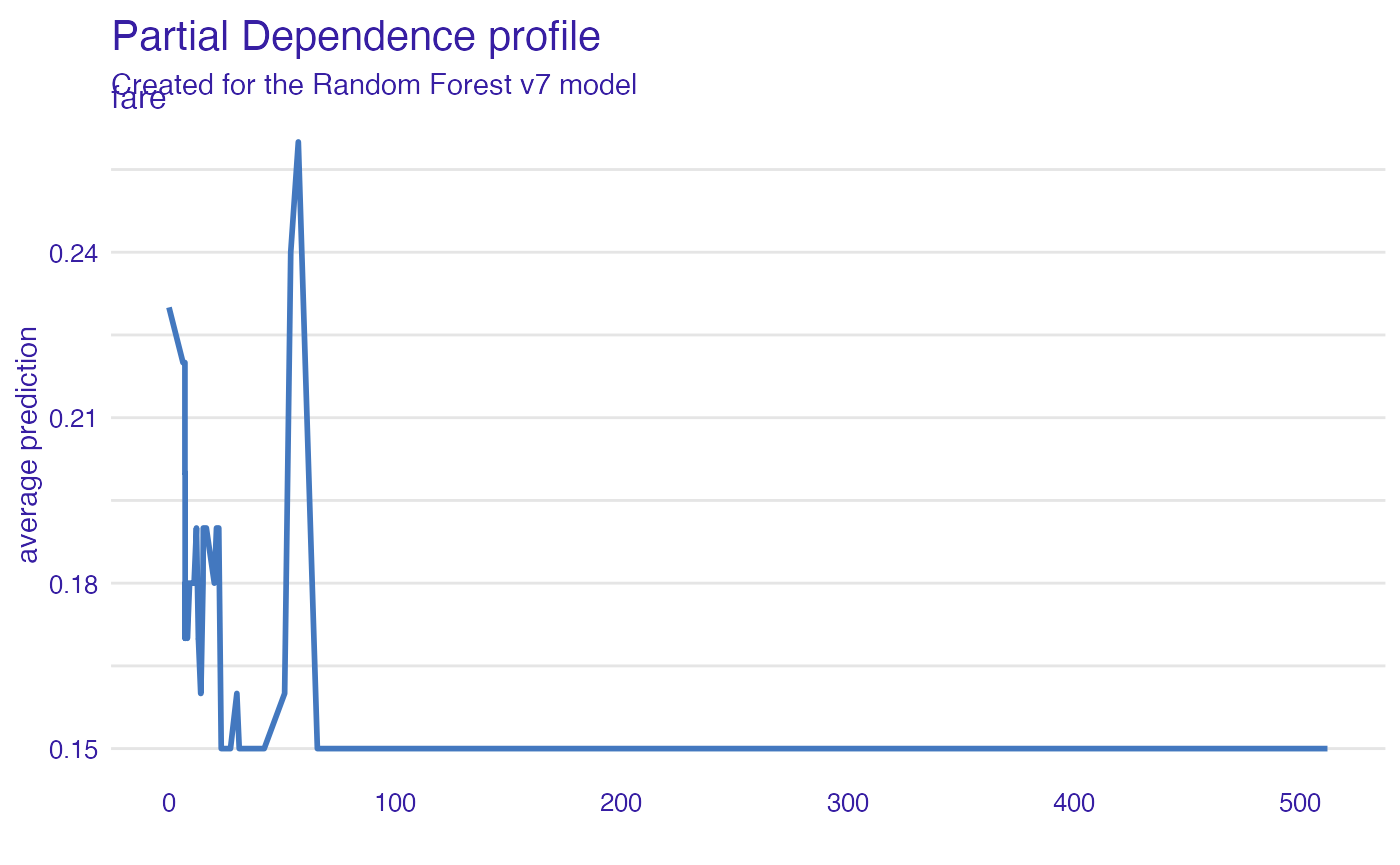 Partial Dependence profile
Created for the Random Forest v7 model
fare
average prediction
0.24
0.21
0.18
0.15
0
100
200
300
400
500